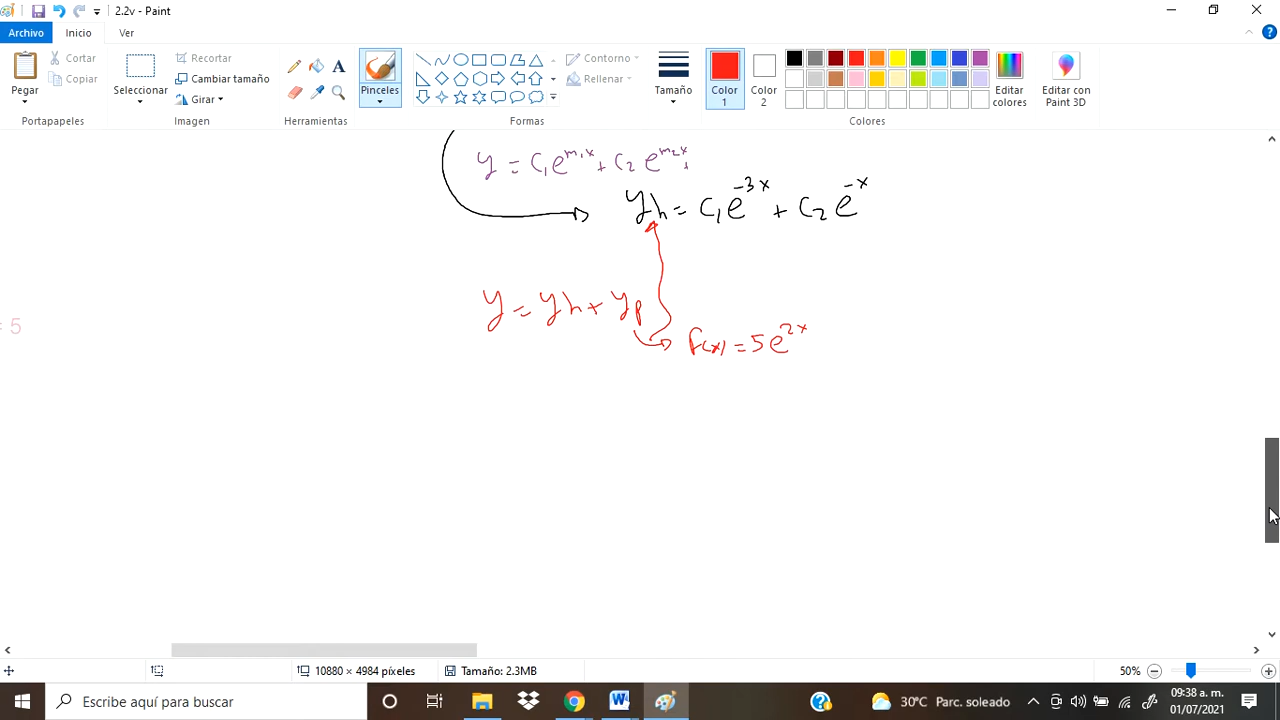 2.2v - Paint
Archivo Inicio Ver
Pegar
Cortar
Copiar
Portapapeles
Seleccionar
Recortar
Cambiar tamaño
Girar
Imagen
A
Herramientas
Pinceles
Contorno
Rellenar
Formas
Tamaño
Color 1
Color 2
Editar colores
Editar con Paint 3D
Colores
y = c₁e^{m₁x} + c₂e^{m₂x} +
yh = c₁e^{-3x} + c₂e^{-x}
y = yh + yp
= 5
f(x) = 5e^{2x}
10880 × 4984 píxeles
Tamaño: 2.3MB
50%
Escribe aquí para buscar
30°C Parc. soleado
09:38 a. m.
01/07/2021